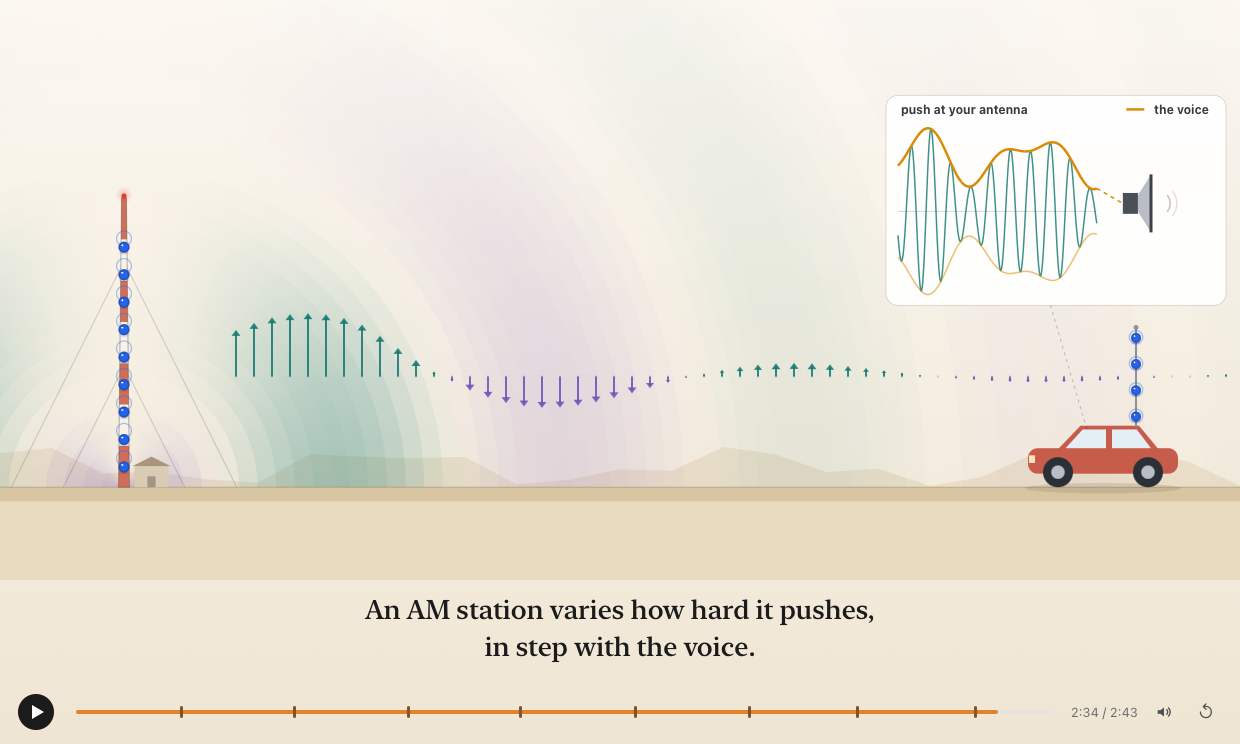 push at your antenna
the voice
An AM station varies how hard it pushes,
in step with the voice.
2:34 / 2:43